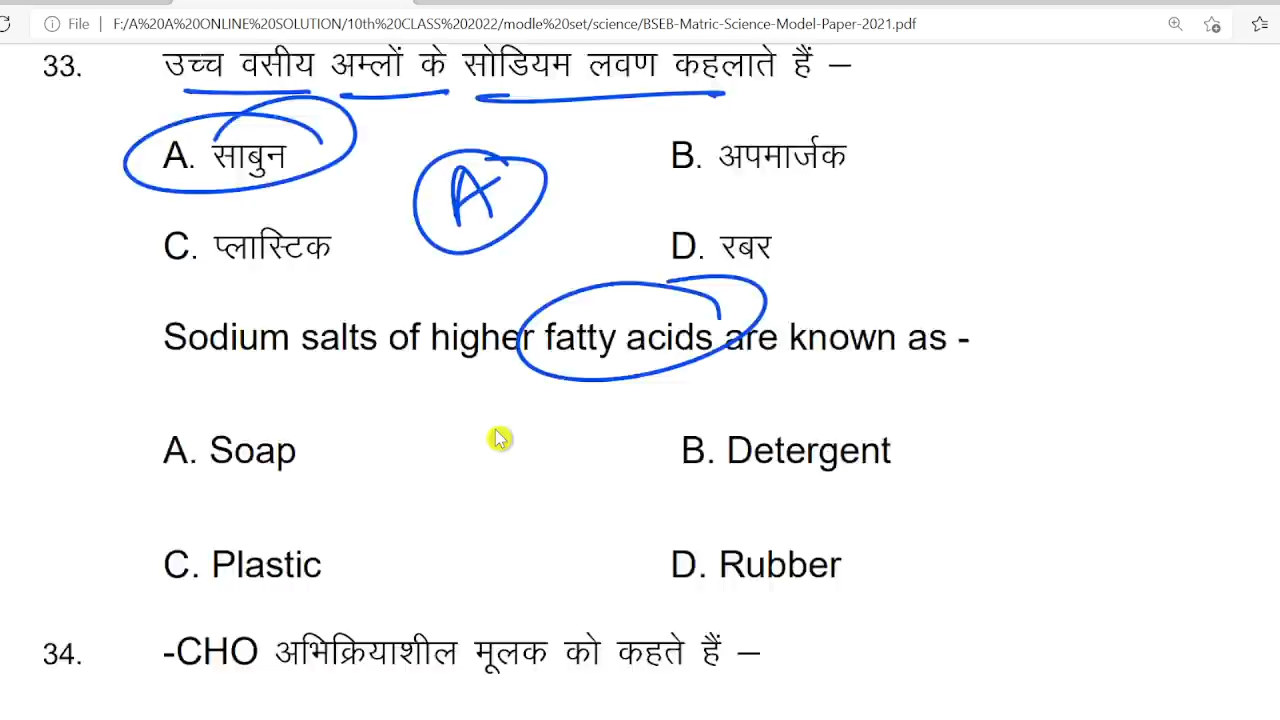 File F:/A%20A%20ONLINE%20SOLUTION/10th%20CLASS%202022/modle%20set/science/BSEB-Matric-Science-Model-Paper-2021.pdf
33. उच्च वसीय अम्लों के सोडियम लवण कहलाते हैं –
A. साबुन B. अपमार्जक
A
C. प्लास्टिक D. रबर
Sodium salts of higher fatty acids are known as -
A. Soap B. Detergent
C. Plastic D. Rubber
34. -CHO अभिक्रियाशील मूलक को कहते हैं –